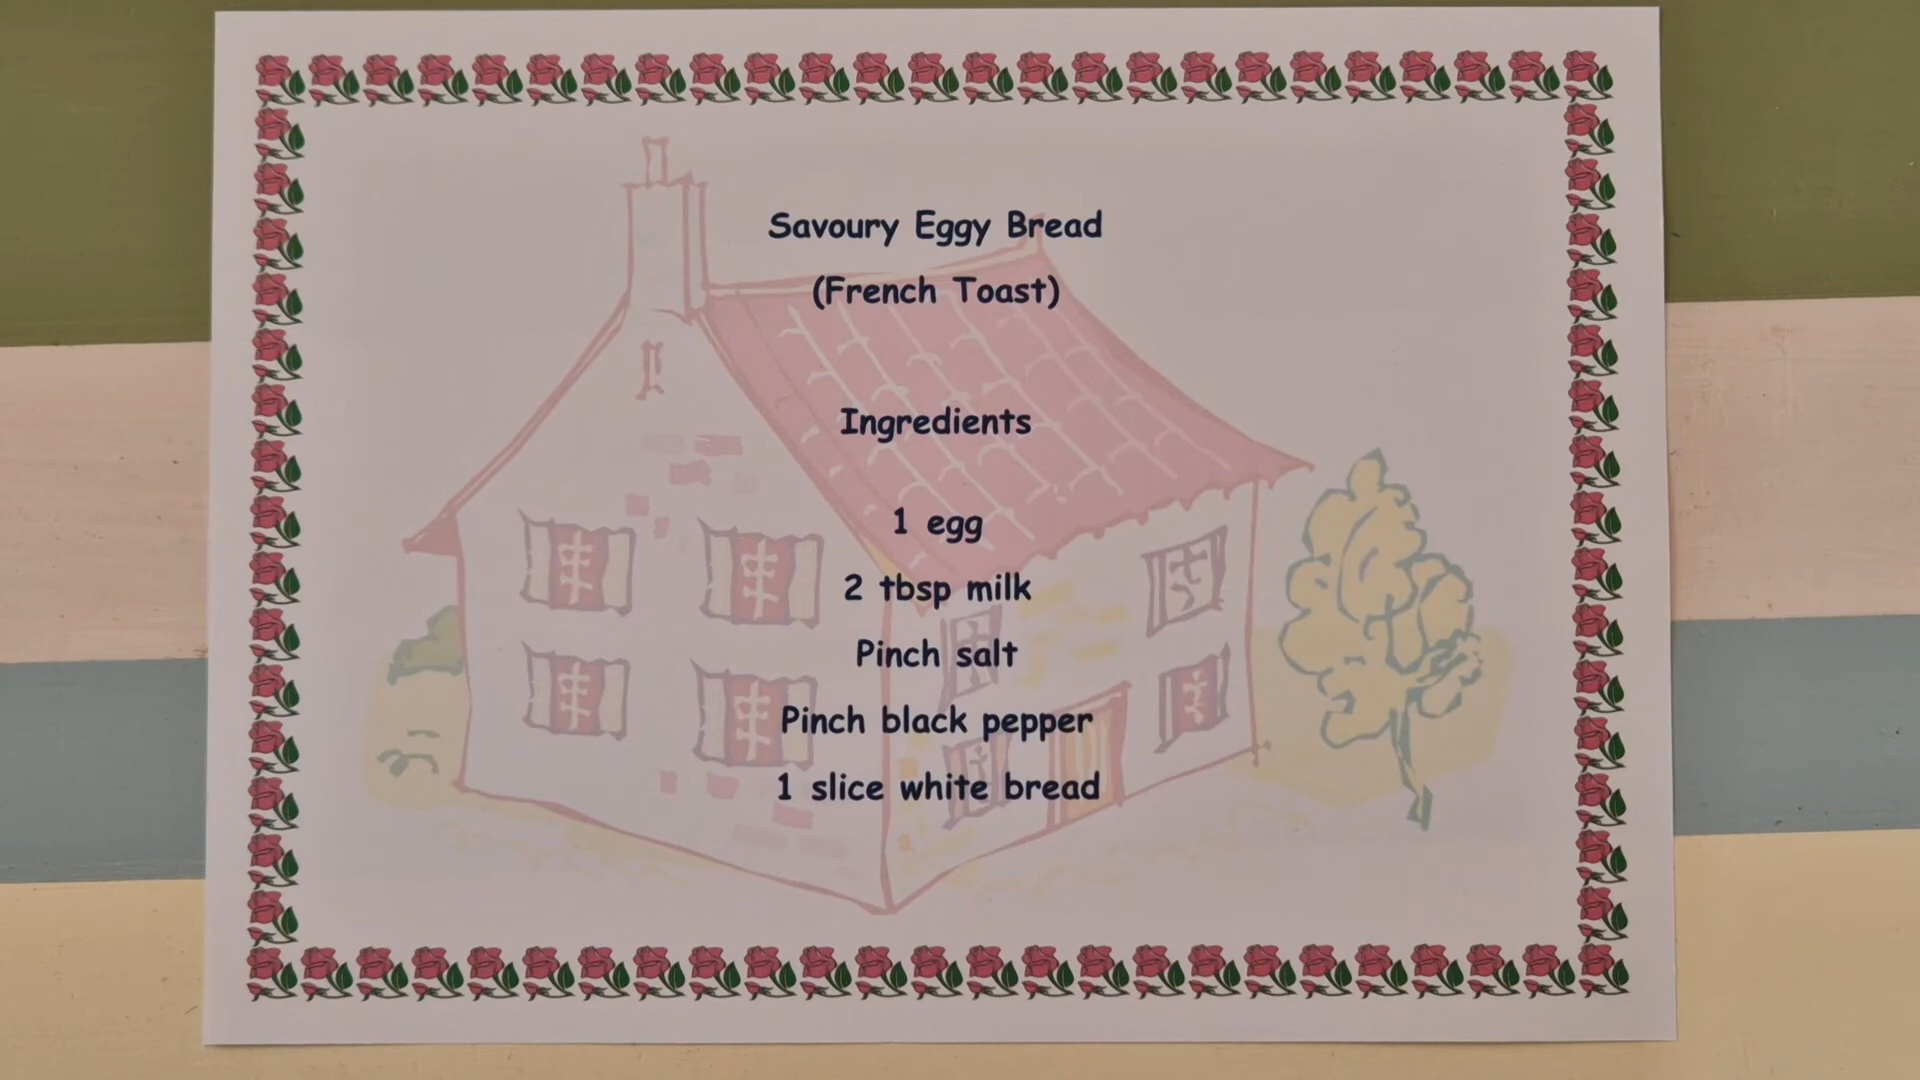 Savoury Eggy Bread
(French Toast)
Ingredients
1 egg
2 tbsp milk
Pinch salt
Pinch black pepper
1 slice white bread